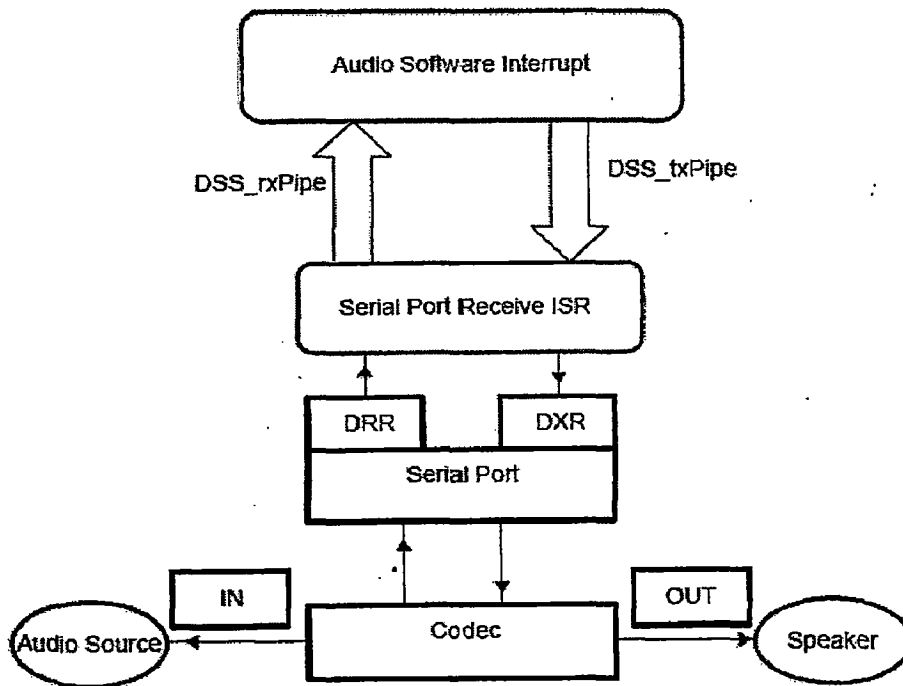 Audio Software Interrupt
DSS_rxPipe
DSS_txPipe
Serial Port Receive ISR
DRR
DXR
Serial Port
IN
OUT
Audio Source
Codec
Speaker